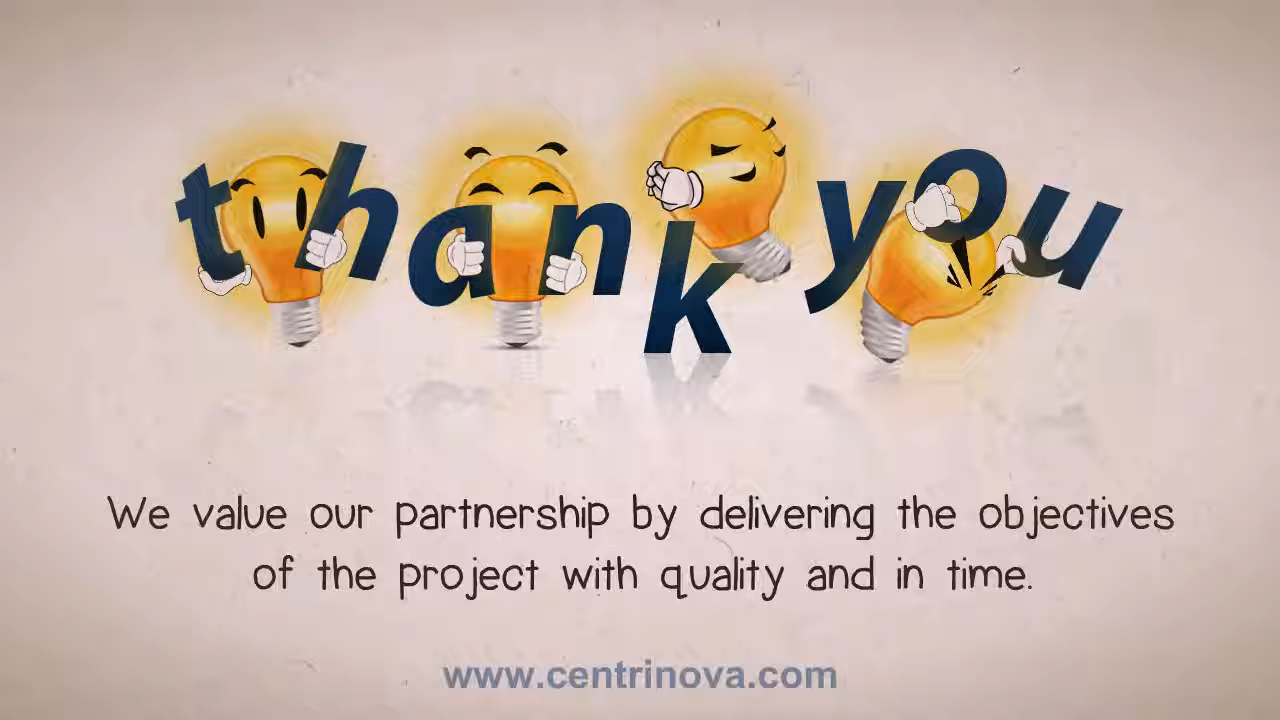 thank you
We value our partnership by delivering the objectives
of the project with quality and in time.
www.centrinova.com